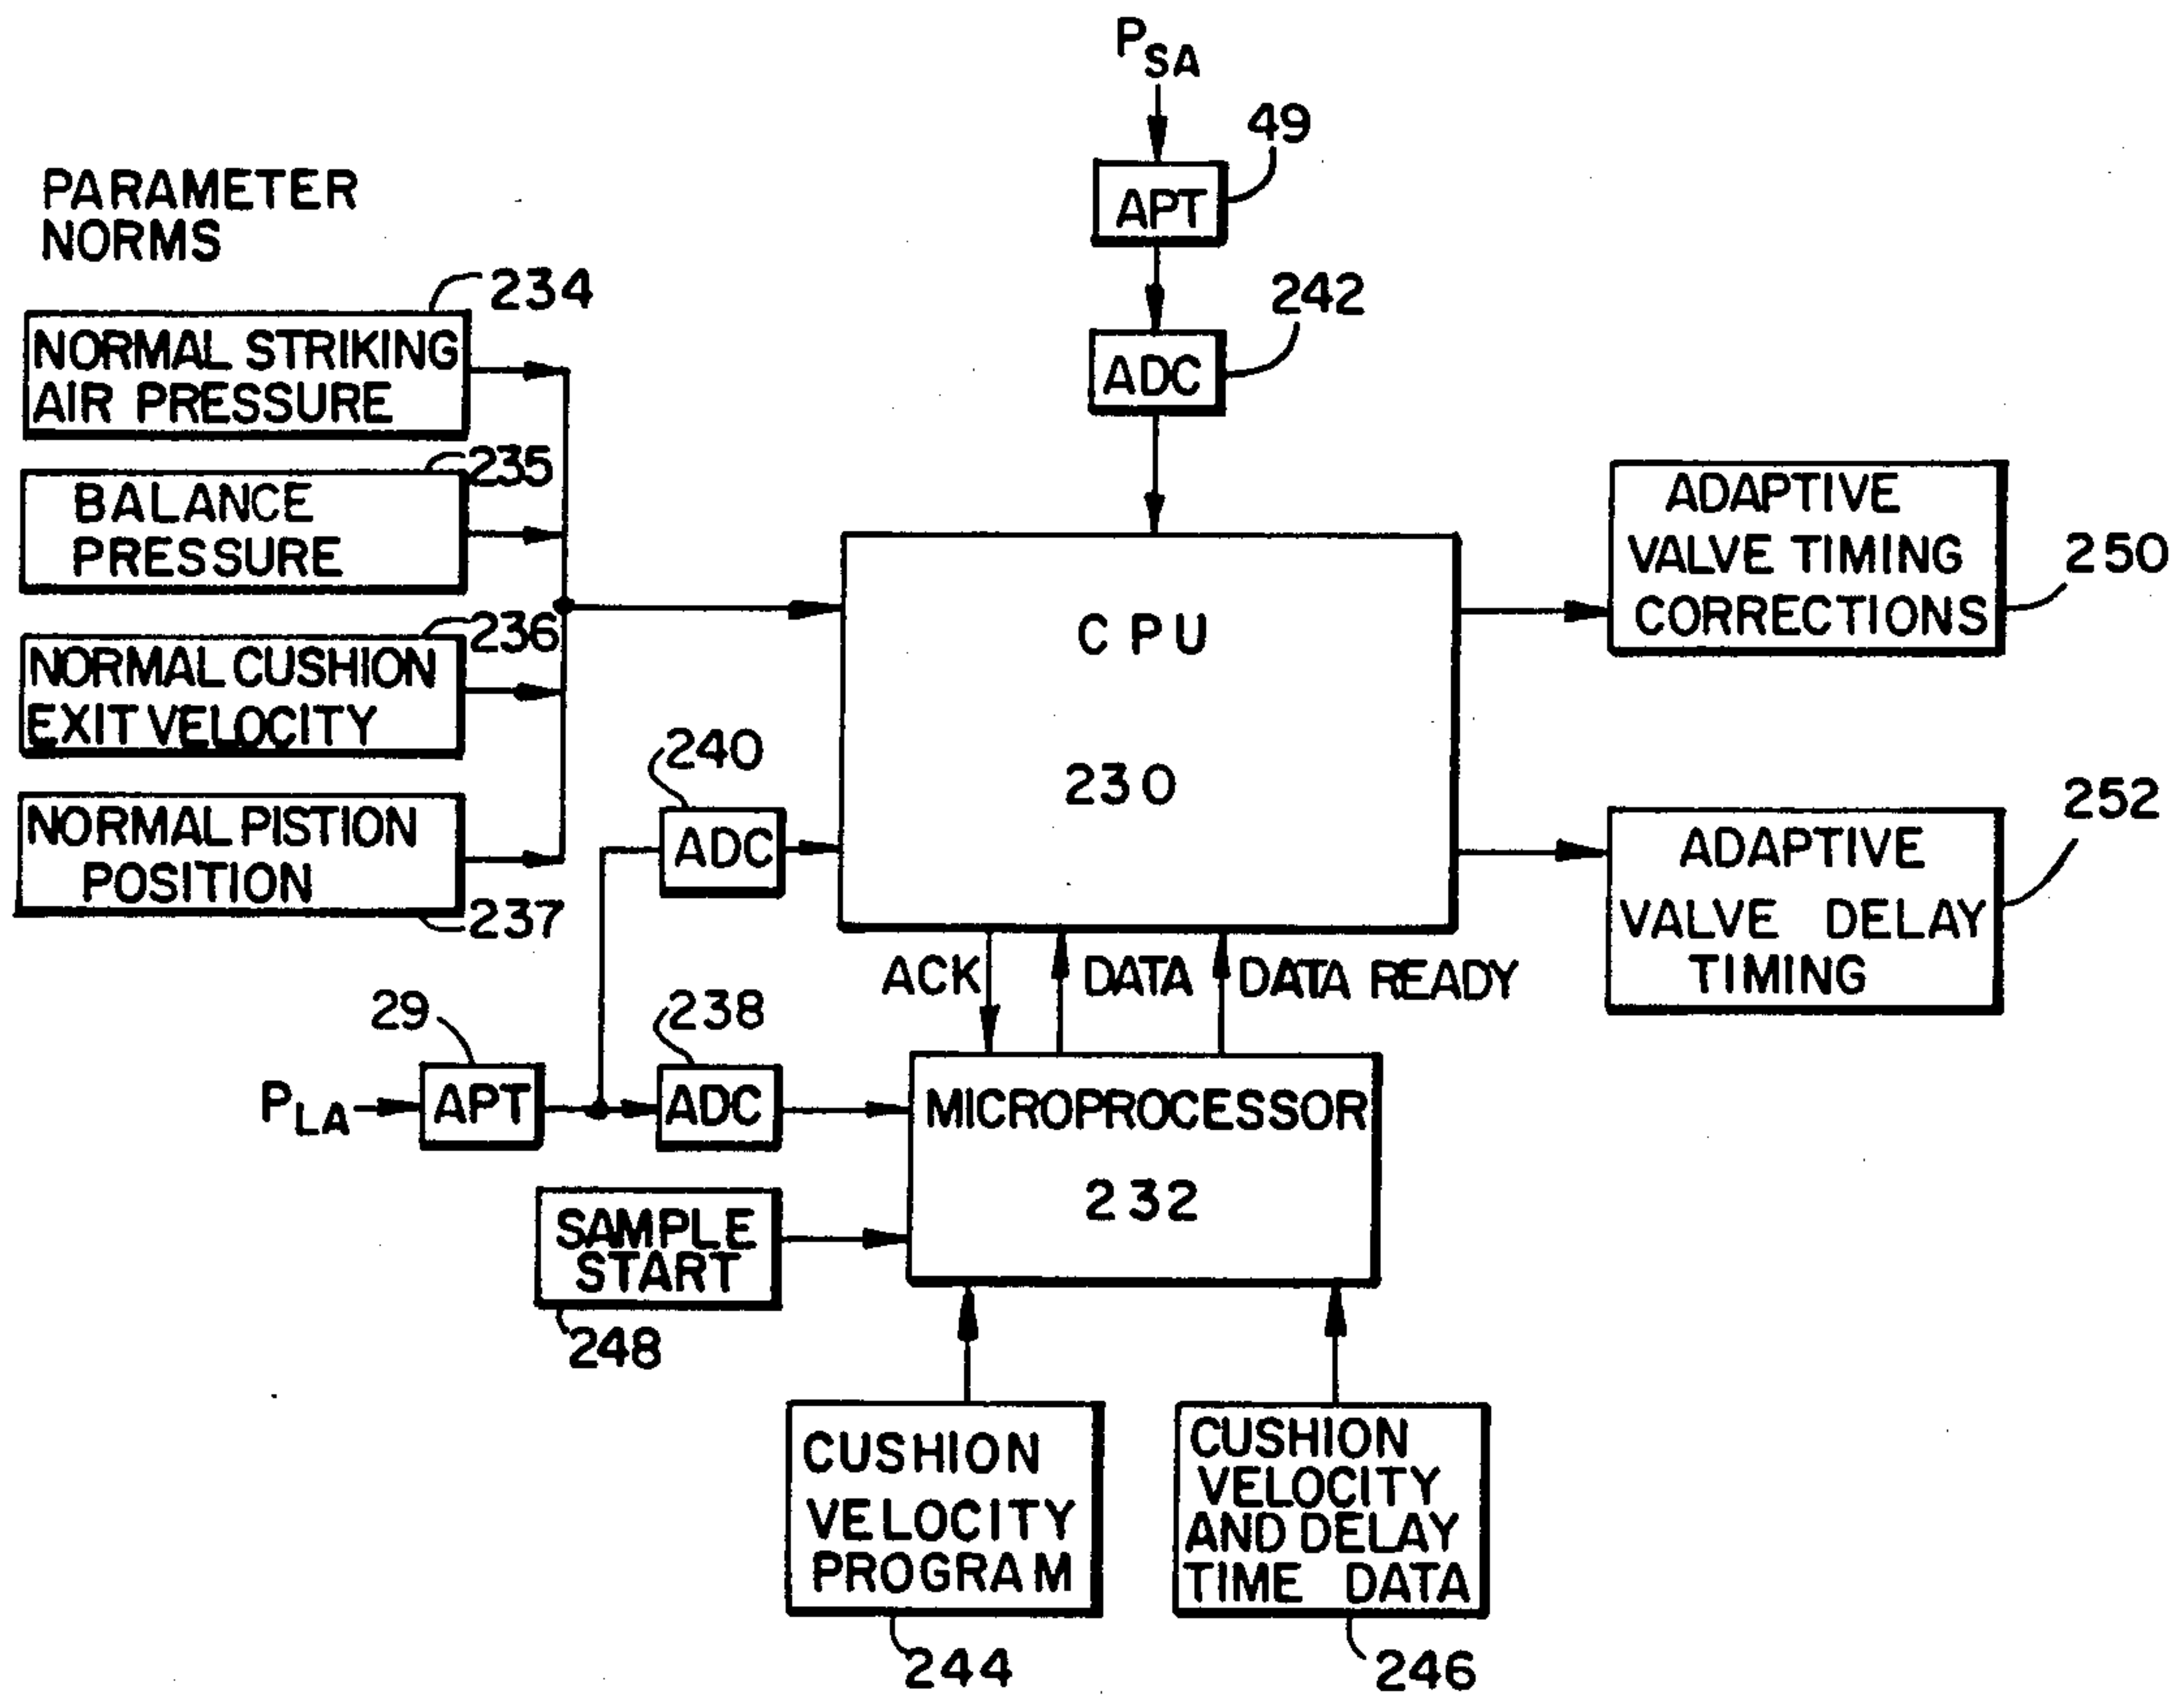 P_SA
49
APT
PARAMETER
NORMS
242
ADC
234
NORMAL STRIKING
AIR PRESSURE
235
BALANCE
PRESSURE
236
NORMAL CUSHION
EXIT VELOCITY
NORMAL PISTION
POSITION
237
240
ADC
CPU
230
ADAPTIVE
VALVE TIMING
CORRECTIONS
250
252
ADAPTIVE
VALVE DELAY
TIMING
ACK
DATA
DATA READY
29
238
P_LA
APT
ADC
MICROPROCESSOR
232
SAMPLE
START
248
CUSHION
VELOCITY
PROGRAM
244
CUSHION
VELOCITY
AND DELAY
TIME DATA
246